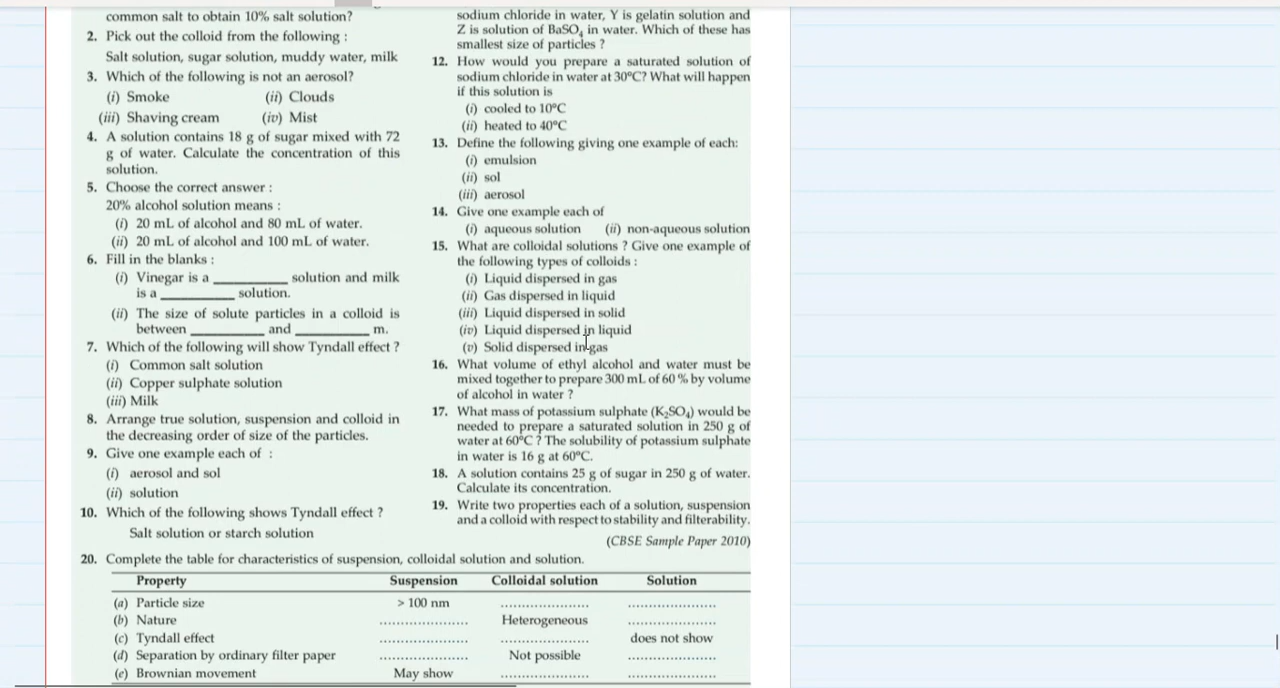 common salt to obtain 10% salt solution?
2. Pick out the colloid from the following :
Salt solution, sugar solution, muddy water, milk
3. Which of the following is not an aerosol?
(i) Smoke (ii) Clouds
(iii) Shaving cream (iv) Mist
4. A solution contains 18 g of sugar mixed with 72
g of water. Calculate the concentration of this
solution.
5. Choose the correct answer :
20% alcohol solution means :
(i) 20 mL of alcohol and 80 mL of water.
(ii) 20 mL of alcohol and 100 mL of water.
6. Fill in the blanks :
(i) Vinegar is a __________ solution and milk
is a __________ solution.
(ii) The size of solute particles in a colloid is
between __________ and __________ m.
7. Which of the following will show Tyndall effect ?
(i) Common salt solution
(ii) Copper sulphate solution
(iii) Milk
8. Arrange true solution, suspension and colloid in
the decreasing order of size of the particles.
9. Give one example each of :
(i) aerosol and sol
(ii) solution
10. Which of the following shows Tyndall effect ?
Salt solution or starch solution
sodium chloride in water, Y is gelatin solution and
Z is solution of BaSO₄ in water. Which of these has
smallest size of particles ?
12. How would you prepare a saturated solution of
sodium chloride in water at 30°C? What will happen
if this solution is
(i) cooled to 10°C
(ii) heated to 40°C
13. Define the following giving one example of each:
(i) emulsion
(ii) sol
(iii) aerosol
14. Give one example each of
(i) aqueous solution (ii) non-aqueous solution
15. What are colloidal solutions ? Give one example of
the following types of colloids :
(i) Liquid dispersed in gas
(ii) Gas dispersed in liquid
(iii) Liquid dispersed in solid
(iv) Liquid dispersed in liquid
(v) Solid dispersed in gas
16. What volume of ethyl alcohol and water must be
mixed together to prepare 300 mL of 60 % by volume
of alcohol in water ?
17. What mass of potassium sulphate (K₂SO₄) would be
needed to prepare a saturated solution in 250 g of
water at 60°C ? The solubility of potassium sulphate
in water is 16 g at 60°C.
18. A solution contains 25 g of sugar in 250 g of water.
Calculate its concentration.
19. Write two properties each of a solution, suspension
and a colloid with respect to stability and filterability.
(CBSE Sample Paper 2010)
20. Complete the table for characteristics of suspension, colloidal solution and solution.
Property Suspension Colloidal solution Solution
(a) Particle size > 100 nm ...................... ......................
(b) Nature ...................... Heterogeneous ......................
(c) Tyndall effect ...................... ...................... does not show
(d) Separation by ordinary filter paper ...................... Not possible ......................
(e) Brownian movement May show ...................... ......................